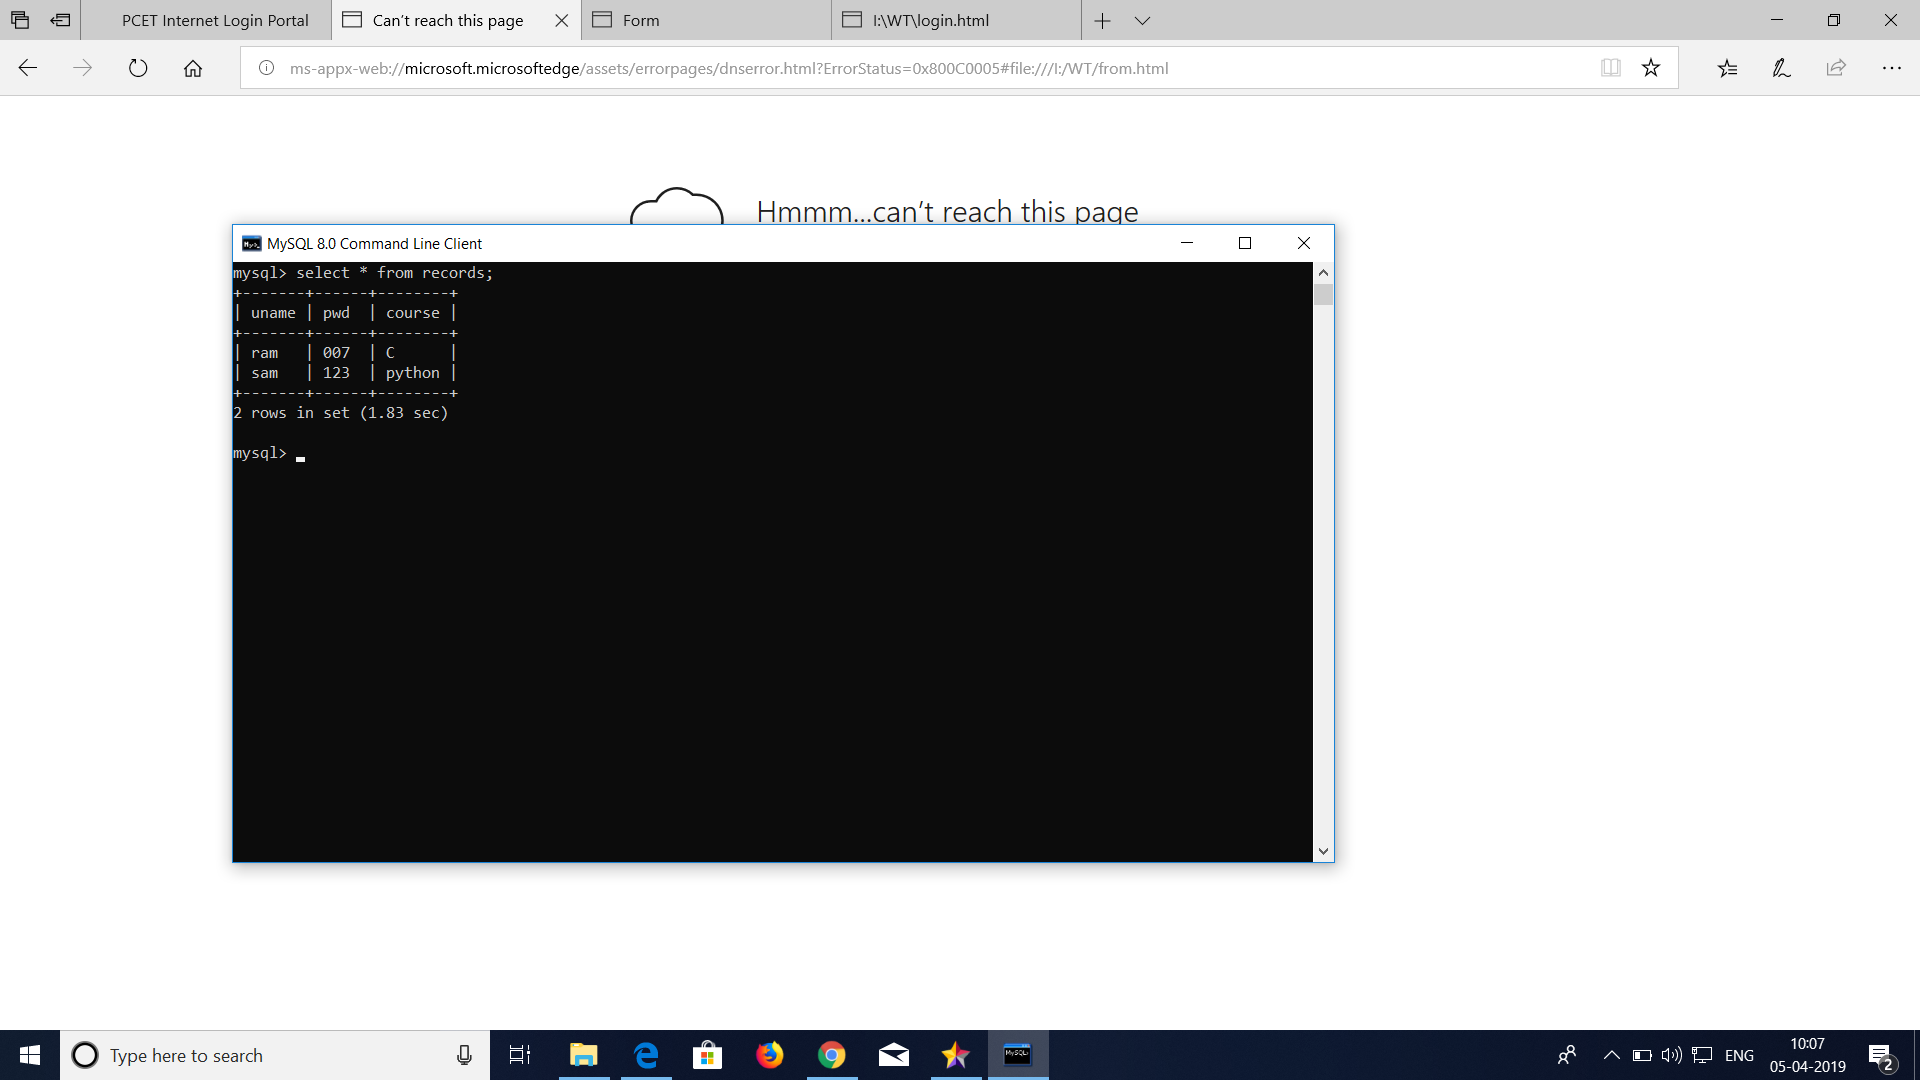 PCET Internet Login Portal
Can't reach this page
Form
I:\WT\login.html
ms-appx-web://microsoft.microsoftedge/assets/errorpages/dnserror.html?ErrorStatus=0x800C0005#file:///I:/WT/from.html
Hmmm...can't reach this page
MySQL 8.0 Command Line Client
mysql> select * from records;
+-------+------+--------+
| uname | pwd  | course |
+-------+------+--------+
| ram   | 007  | C      |
| sam   | 123  | python |
+-------+------+--------+
2 rows in set (1.83 sec)
mysql>
Type here to search
ENG
10:07
05-04-2019
2